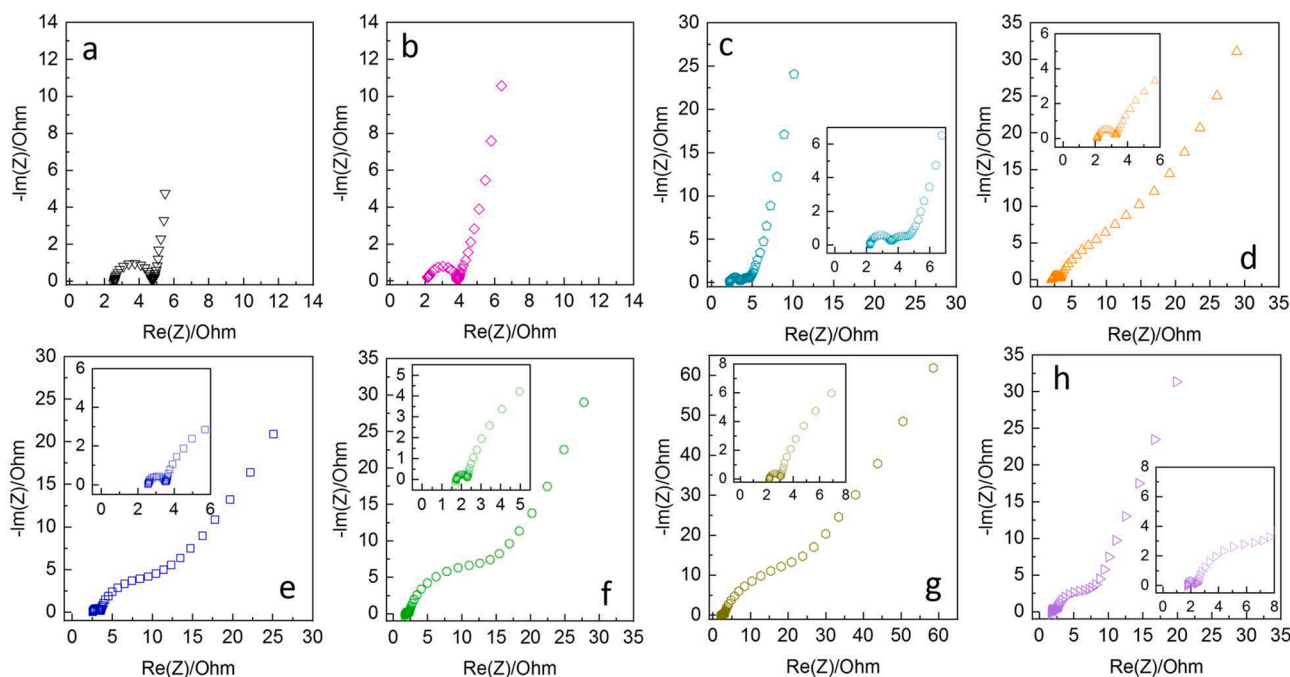 a
-Im(Z)/Ohm
14
12
10
8
6
4
2
0
0 2 4 6 8 10 12 14
Re(Z)/Ohm
b
-Im(Z)/Ohm
14
12
10
8
6
4
2
0
0 2 4 6 8 10 12 14
Re(Z)/Ohm
c
-Im(Z)/Ohm
30
25
20
15
10
5
0
6
4
2
0
0 2 4 6
0 5 10 15 20 25 30
Re(Z)/Ohm
d
-Im(Z)/Ohm
35
30
25
20
15
10
5
0
6
4
2
0
0 2 4 6
0 5 10 15 20 25 30 35
Re(Z)/Ohm
e
-Im(Z)/Ohm
30
25
20
15
10
5
0
6
4
2
0
0 2 4 6
0 5 10 15 20 25 30
Re(Z)/Ohm
f
-Im(Z)/Ohm
35
30
25
20
15
10
5
0
5
4
3
2
1
0
0 1 2 3 4 5
0 5 10 15 20 25 30 35
Re(Z)/Ohm
g
-Im(Z)/Ohm
60
50
40
30
20
10
0
8
6
4
2
0
0 2 4 6 8
0 10 20 30 40 50 60
Re(Z)/Ohm
h
-Im(Z)/Ohm
35
30
25
20
15
10
5
0
8
6
4
2
0
0 2 4 6 8
0 5 10 15 20 25 30 35
Re(Z)/Ohm